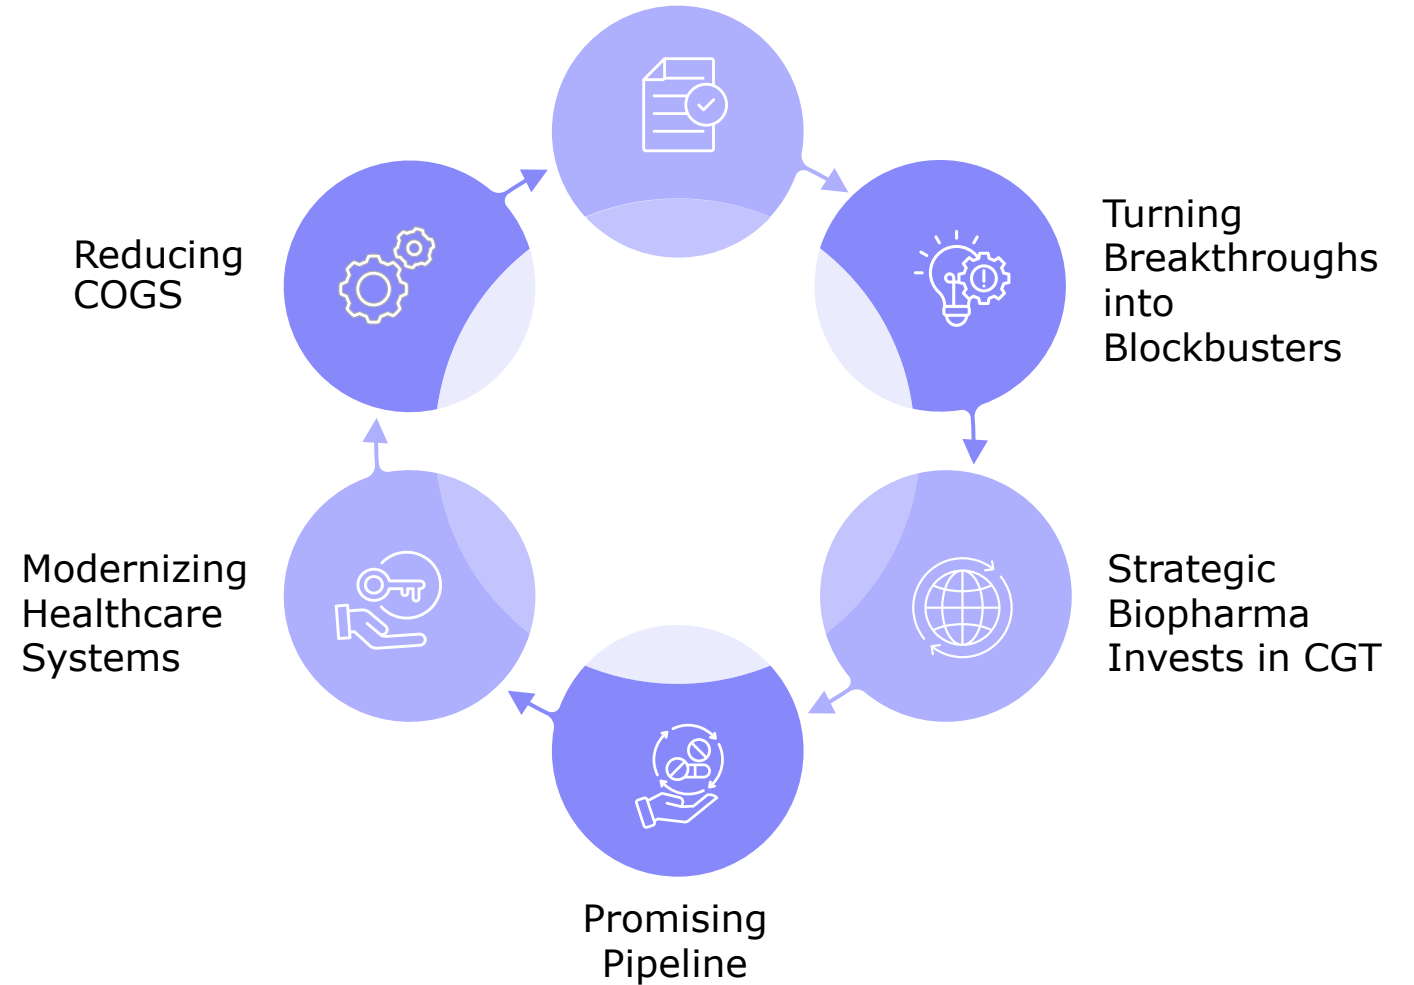 Turning
Breakthroughs
into
Blockbusters
Reducing
COGS
Strategic
Biopharma
Invests in CGT
Modernizing
Healthcare
Systems
Promising
Pipeline